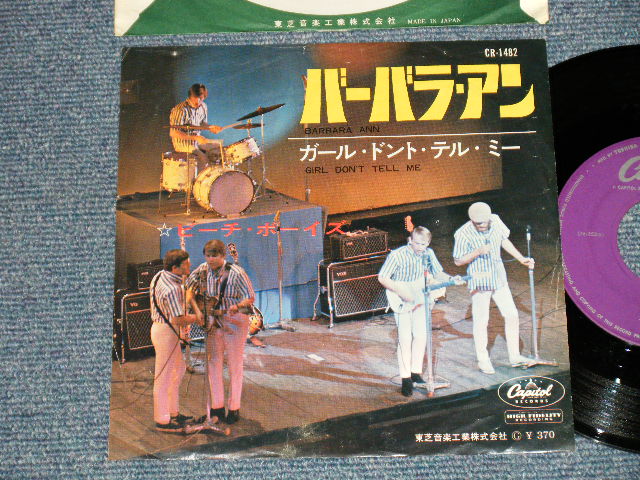 東芝音楽工業株式会社 MADE IN JAPAN
CR-1482
バーバラ・アン
BARBARA ANN
ガール・ドント・テル・ミー
GIRL DON'T TELL ME
☆ビーチ・ボーイズ
VOX
VOX
Capitol
RECORDS
HIGH FIDELITY
RECORDING
東芝音楽工業株式会社 Ⓒ ¥370